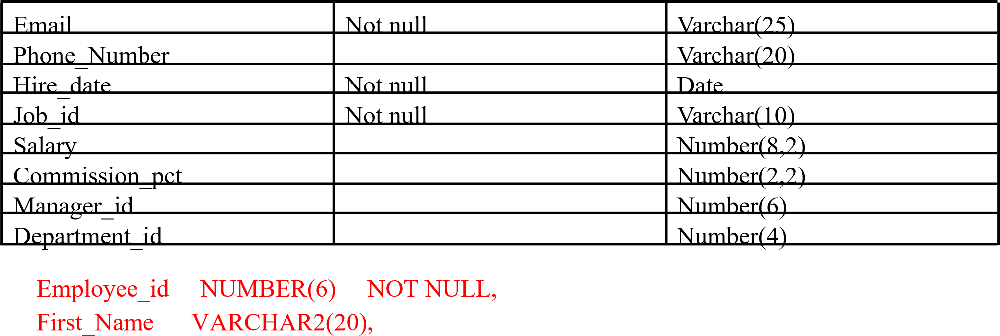 Email Not null Varchar(25)
Phone_Number Varchar(20)
Hire_date Not null Date
Job_id Not null Varchar(10)
Salary Number(8,2)
Commission_pct Number(2,2)
Manager_id Number(6)
Department_id Number(4)
Employee_id NUMBER(6) NOT NULL,
First_Name VARCHAR2(20),